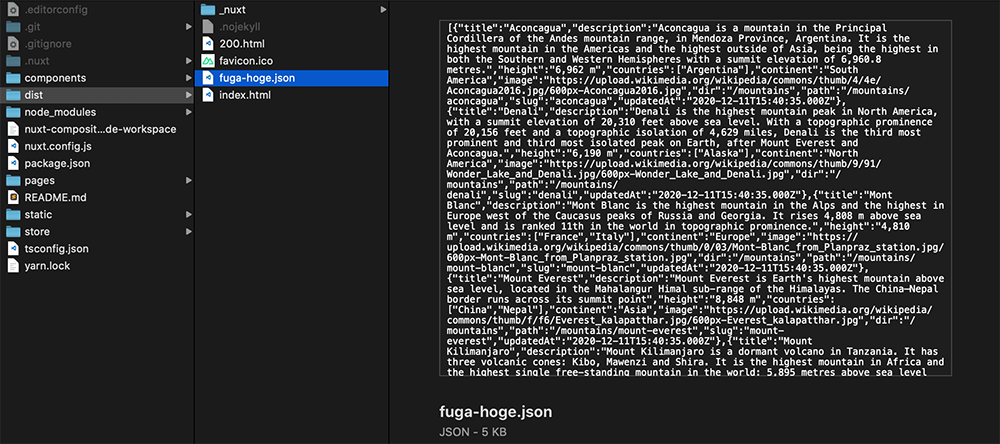 .editorconfig
.git
.gitignore
.nuxt
components
dist
node_modules
nuxt-composit...de-workspace
nuxt.config.js
package.json
pages
README.md
static
store
tsconfig.json
yarn.lock
_nuxt
.nojekyll
200.html
favicon.ico
fuga-hoge.json
index.html
[{"title":"Aconcagua","description":"Aconcagua is a mountain in the Principal
Cordillera of the Andes mountain range, in Mendoza Province, Argentina. It is the
highest mountain in the Americas and the highest outside of Asia, being the highest in
both the Southern and Western Hemispheres with a summit elevation of 6,960.8
metres.","height":"6,962 m","countries":["Argentina"],"continent":"South
America","image":"https://upload.wikimedia.org/wikipedia/commons/thumb/4/4e/
Aconcagua2016.jpg/600px-Aconcagua2016.jpg","dir":"/mountains","path":"/mountains/
aconcagua","slug":"aconcagua","updatedAt":"2020-12-11T15:40:35.000Z"},
{"title":"Denali","description":"Denali is the highest mountain peak in North America,
with a summit elevation of 20,310 feet above sea level. With a topographic prominence
of 20,156 feet and a topographic isolation of 4,629 miles, Denali is the third most
prominent and third most isolated peak on Earth, after Mount Everest and
Aconcagua.","height":"6,190 m","countries":["Alaska"],"continent":"North
America","image":"https://upload.wikimedia.org/wikipedia/commons/thumb/9/91/
Wonder_Lake_and_Denali.jpg/600px-Wonder_Lake_and_Denali.jpg","dir":"/
mountains","path":"/mountains/
denali","slug":"denali","updatedAt":"2020-12-11T15:40:35.000Z"},{"title":"Mont
Blanc","description":"Mont Blanc is the highest mountain in the Alps and the highest in
Europe west of the Caucasus peaks of Russia and Georgia. It rises 4,808 m above sea
level and is ranked 11th in the world in topographic prominence.","height":"4,810
m","countries":["France","Italy"],"continent":"Europe","image":"https://
upload.wikimedia.org/wikipedia/commons/thumb/0/03/Mont-Blanc_from_Planpraz_station.jpg/
600px-Mont-Blanc_from_Planpraz_station.jpg","dir":"/mountains","path":"/mountains/
mont-blanc","slug":"mont-blanc","updatedAt":"2020-12-11T15:40:35.000Z"},
{"title":"Mount Everest","description":"Mount Everest is Earth's highest mountain above
sea level, located in the Mahalangur Himal sub-range of the Himalayas. The China–Nepal
border runs across its summit point","height":"8,848 m","countries":
["China","Nepal"],"continent":"Asia","image":"https://upload.wikimedia.org/wikipedia/
commons/thumb/f/f6/Everest_kalapatthar.jpg/600px-Everest_kalapatthar.jpg","dir":"/
mountains","path":"/mountains/mount-everest","slug":"mount-
everest","updatedAt":"2020-12-11T15:40:35.000Z"},{"title":"Mount
Kilimanjaro","description":"Mount Kilimanjaro is a dormant volcano in Tanzania. It has
three volcanic cones: Kibo, Mawenzi and Shira. It is the highest mountain in Africa and
the highest single free-standing mountain in the world: 5,895 metres above sea level
fuga-hoge.json
JSON - 5 KB